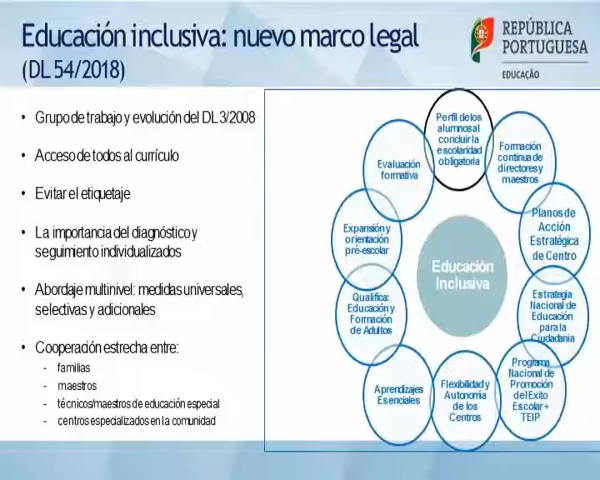 Educación inclusiva: nuevo marco legal
(DL 54/2018)
REPÚBLICA
PORTUGUESA
EDUCAÇÃO
• Grupo de trabajo y evolución del DL 3/2008
• Acceso de todos al currículo
• Evitar el etiquetaje
• La importancia del diagnóstico y
seguimiento individualizados
• Abordaje multinivel: medidas universales,
selectivas y adicionales
• Cooperación estrecha entre:
- familias
- maestros
- técnicos/maestros de educación especial
- centros especializados en la comunidad
Perfil de los
alumnos al
concluir la
escolaridad
obligatoria
Formación
continua de
directores y
maestros
Planos de
Acción
Estratégica
de Centro
Estrategia
Nacional de
Educación
para la
Ciudadanía
Programa
Nacional de
Promoción
del Exito
Escolar +
TEIP
Flexibilidad y
Autonomía
de los
Centros
Aprendizajes
Esenciales
Qualifica:
Educación y
Formación
de Adultos
Expansión y
orientación
pré-escolar
Evaluación
formativa
Educación
Inclusiva